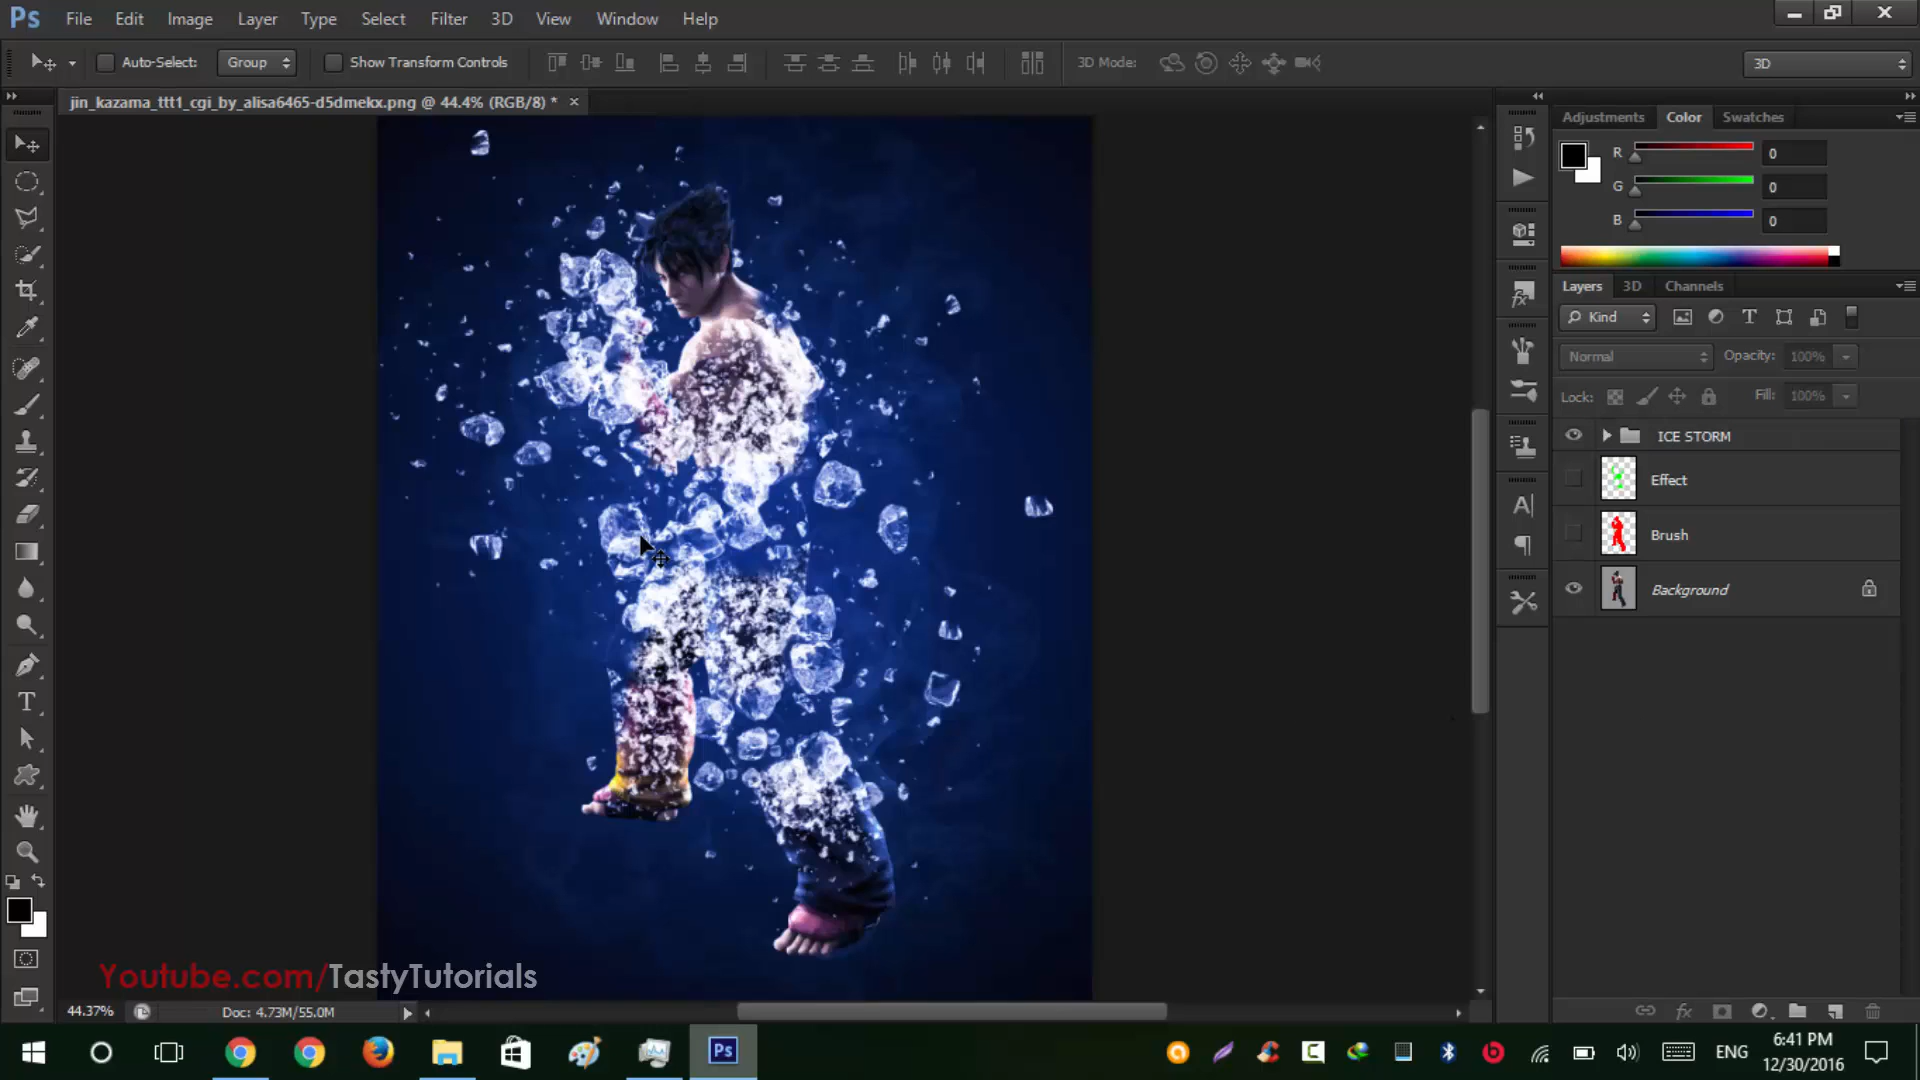 Ps File Edit Image Layer Type Select Filter 3D View Window Help
Auto-Select: Group Show Transform Controls 3D Mode: 3D
jin_kazama_ttt1_cgi_by_alisa6465-d5dmekx.png @ 44.4% (RGB/8) * ×
Adjustments Color Swatches
R 0
G 0
B 0
Layers 3D Channels
Kind
Normal Opacity: 100%
Lock: Fill: 100%
ICE STORM
Effect
Brush
Background
Youtube.com/TastyTutorials
44.37% Doc: 4.73M/55.0M
Ps ENG 6:41 PM
12/30/2016